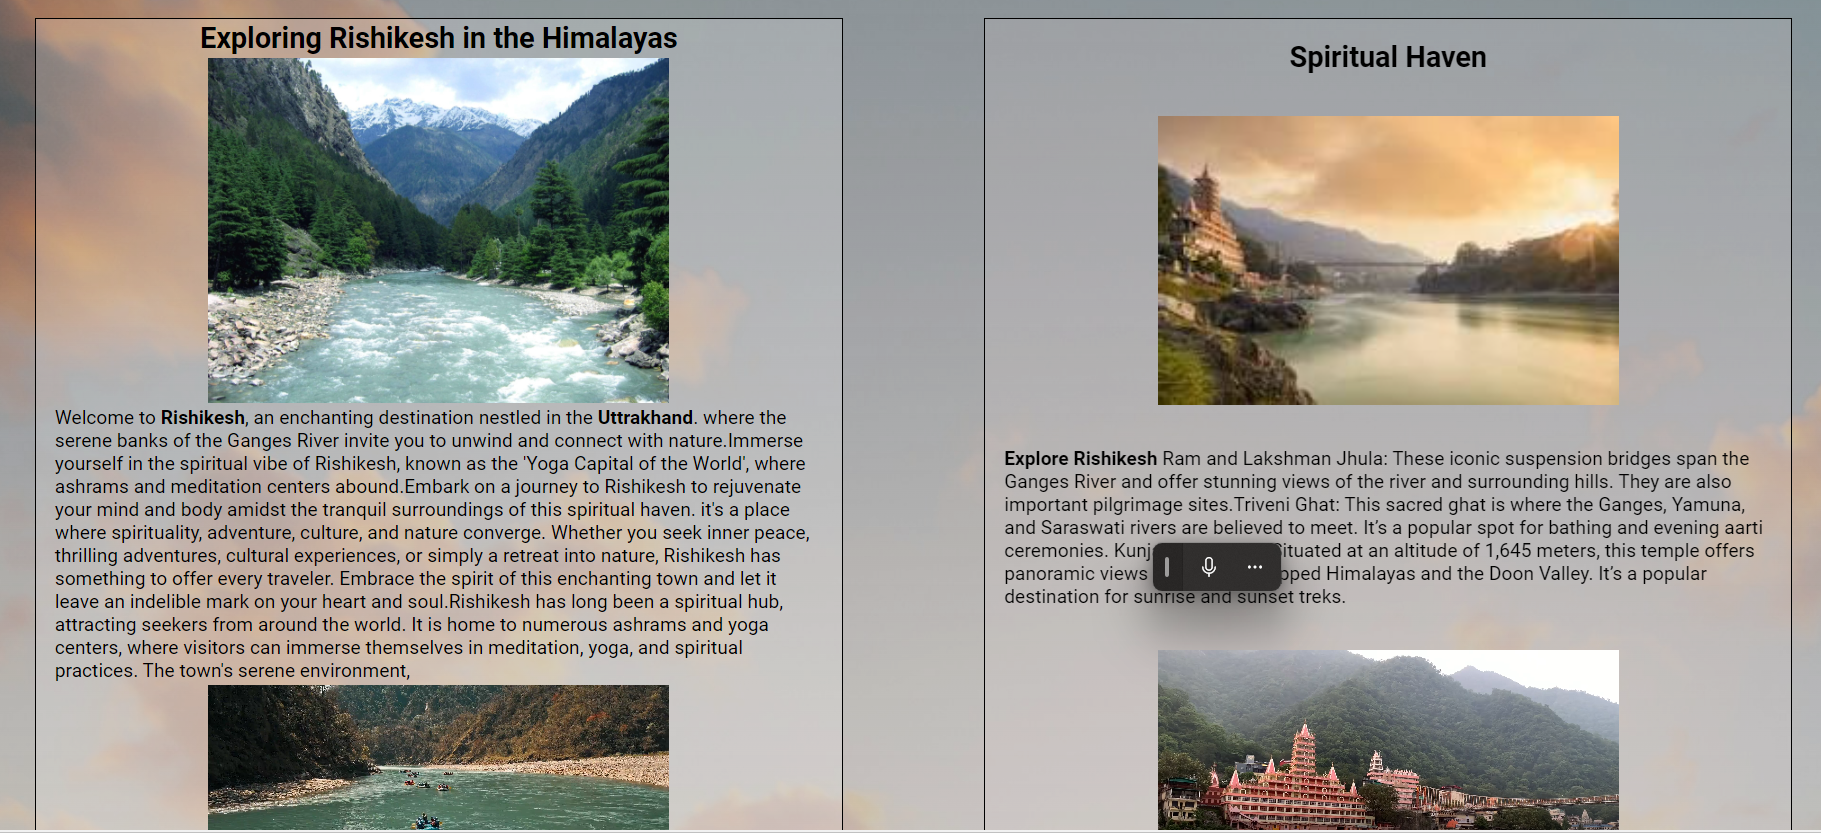 Exploring Rishikesh in the Himalayas
Welcome to Rishikesh, an enchanting destination nestled in the Uttrakhand. where the
serene banks of the Ganges River invite you to unwind and connect with nature.Immerse
yourself in the spiritual vibe of Rishikesh, known as the 'Yoga Capital of the World', where
ashrams and meditation centers abound.Embark on a journey to Rishikesh to rejuvenate
your mind and body amidst the tranquil surroundings of this spiritual haven. it's a place
where spirituality, adventure, culture, and nature converge. Whether you seek inner peace,
thrilling adventures, cultural experiences, or simply a retreat into nature, Rishikesh has
something to offer every traveler. Embrace the spirit of this enchanting town and let it
leave an indelible mark on your heart and soul.Rishikesh has long been a spiritual hub,
attracting seekers from around the world. It is home to numerous ashrams and yoga
centers, where visitors can immerse themselves in meditation, yoga, and spiritual
practices. The town's serene environment,
Spiritual Haven
Explore Rishikesh Ram and Lakshman Jhula: These iconic suspension bridges span the
Ganges River and offer stunning views of the river and surrounding hills. They are also
important pilgrimage sites.Triveni Ghat: This sacred ghat is where the Ganges, Yamuna,
and Saraswati rivers are believed to meet. It’s a popular spot for bathing and evening aarti
ceremonies. Situated at an altitude of 1,645 meters, this temple offers
panoramic views Himalayas and the Doon Valley. It’s a popular
destination for sunrise and sunset treks.